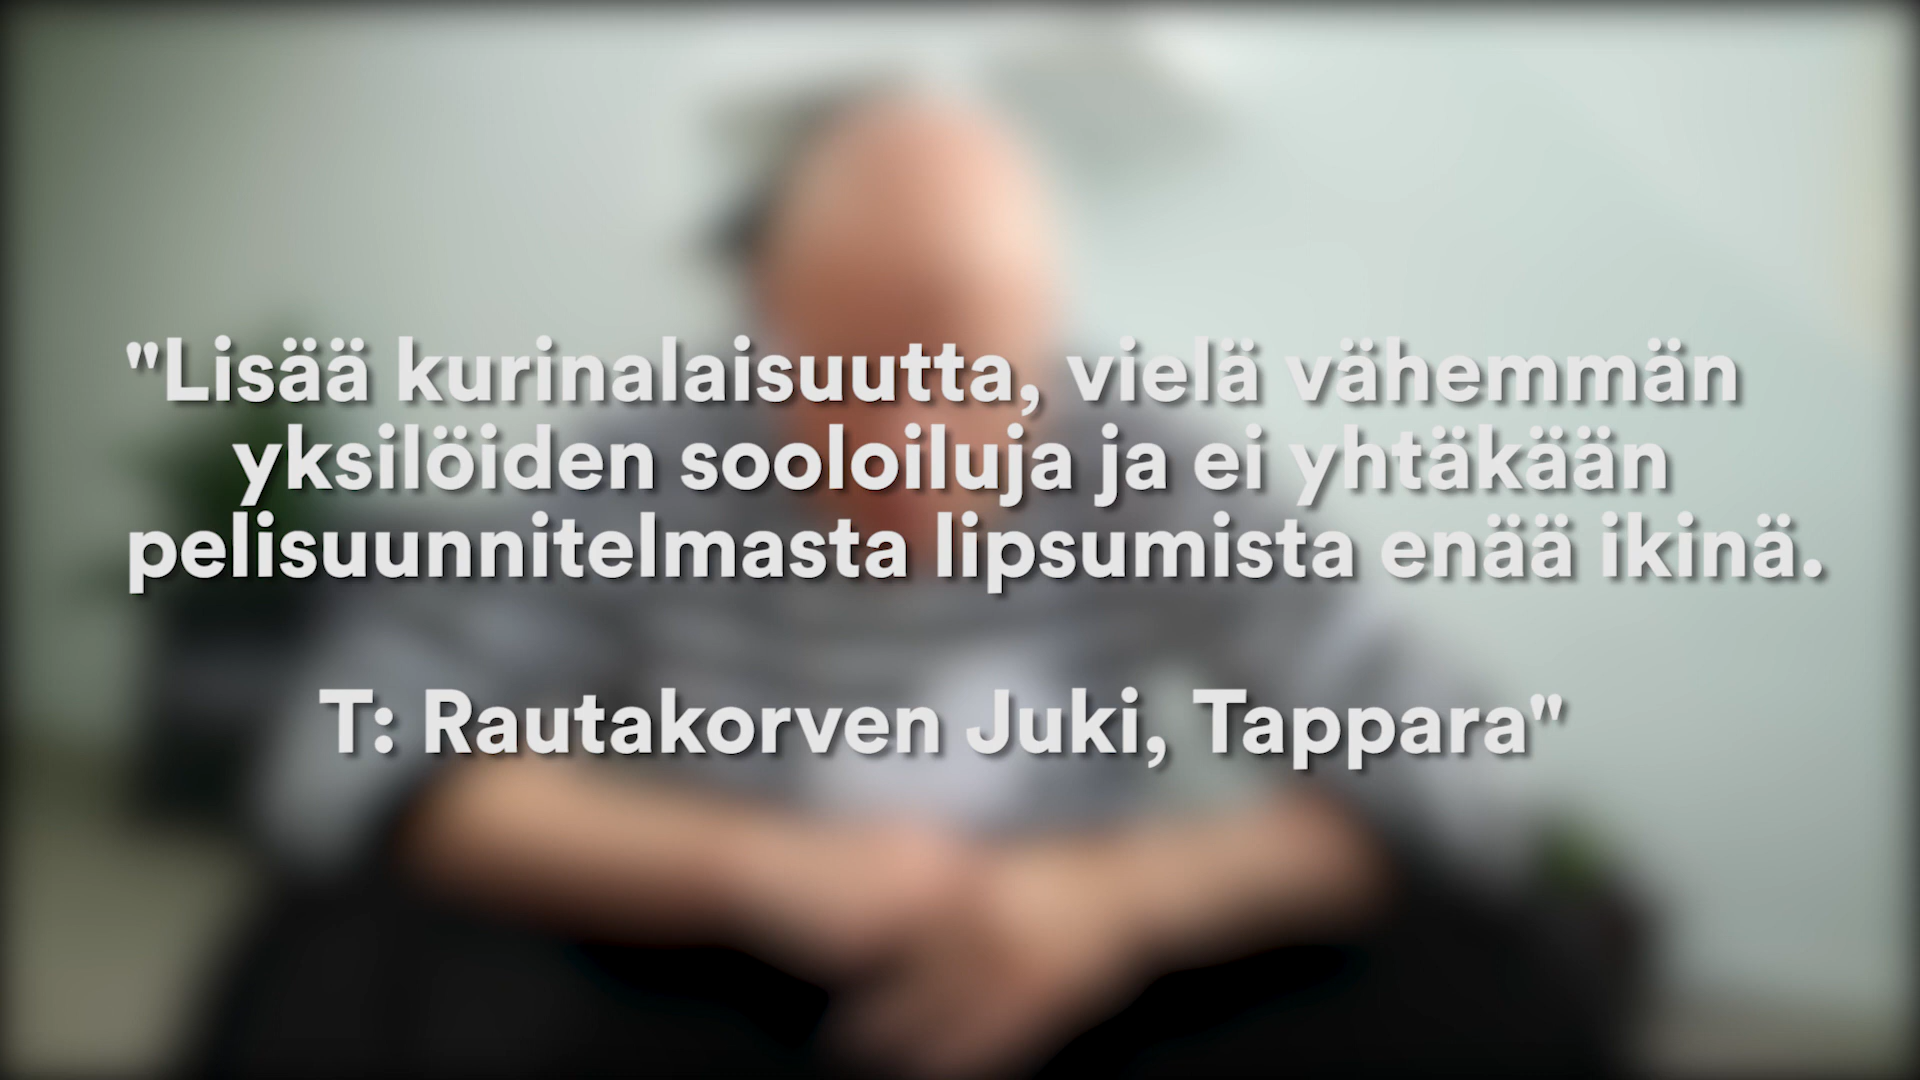 "Lisää kurinalaisuutta, vielä vähemmän
yksilöiden sooloiluja ja ei yhtäkään
pelisuunnitelmasta lipsumista enää ikinä.
T: Rautakorven Juki, Tappara"